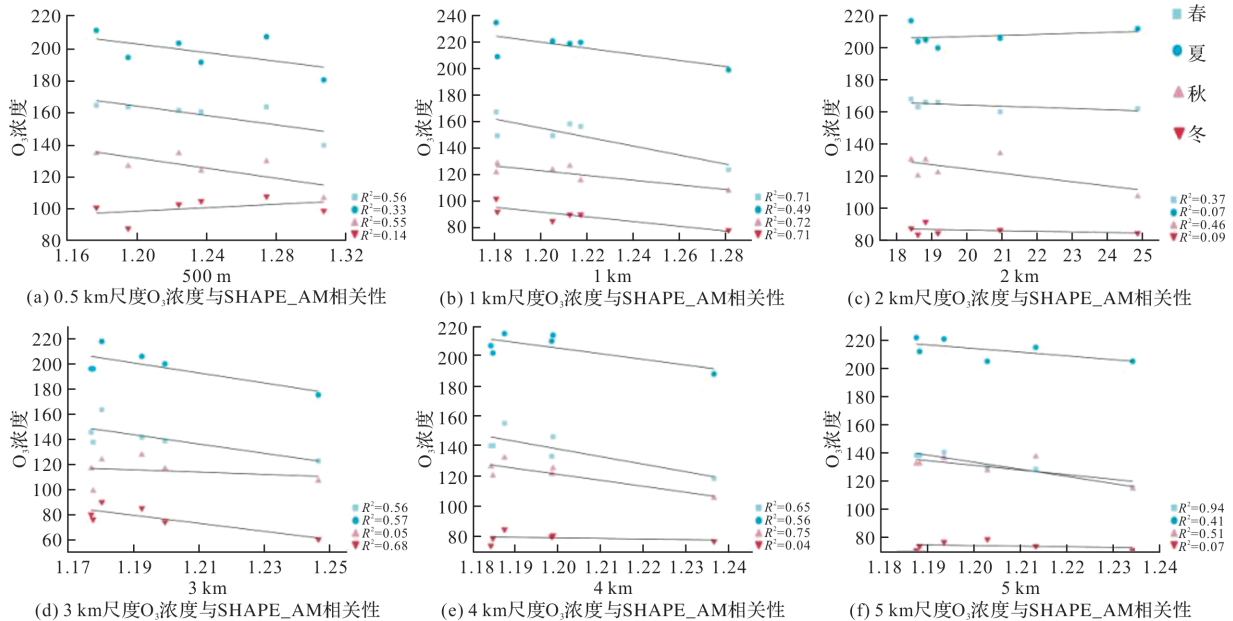 220
200
180
160
140
120
100
80
O₃浓度
1.20
1.24
1.28
1.32
500 m
R²=0.56
R²=0.33
R²=0.55
R²=0.14
(a) 0.5 km尺度O₃浓度与SHAPE_AM相关性
240
220
200
180
160
140
120
100
80
O₃浓度
1.18
1.20
1.22
1.24
1.26
1.28
1 km
R²=0.71
R²=0.49
R²=0.72
R²=0.71
(b) 1 km尺度O₃浓度与SHAPE_AM相关性
220
200
180
160
140
120
100
80
O₃浓度
18
19
20
21
22
23
24
25
2 km
R²=0.37
R²=0.07
R²=0.46
R²=0.09
(c) 2 km尺度O₃浓度与SHAPE_AM相关性
春
夏
秋
冬
220
200
180
160
140
120
100
80
60
O₃浓度
1.17
1.19
1.21
1.23
1.25
3 km
R²=0.56
R²=0.57
R²=0.05
R²=0.68
(d) 3 km尺度O₃浓度与SHAPE_AM相关性
220
200
180
160
140
120
100
80
O₃浓度
1.18
1.19
1.20
1.21
1.22
1.23
1.24
4 km
R²=0.65
R²=0.56
R²=0.75
R²=0.04
(e) 4 km尺度O₃浓度与SHAPE_AM相关性
220
200
180
160
140
120
100
80
O₃浓度
1.18
1.19
1.20
1.21
1.22
1.23
1.24
5 km
R²=0.94
R²=0.41
R²=0.51
R²=0.07
(f) 5 km尺度O₃浓度与SHAPE_AM相关性